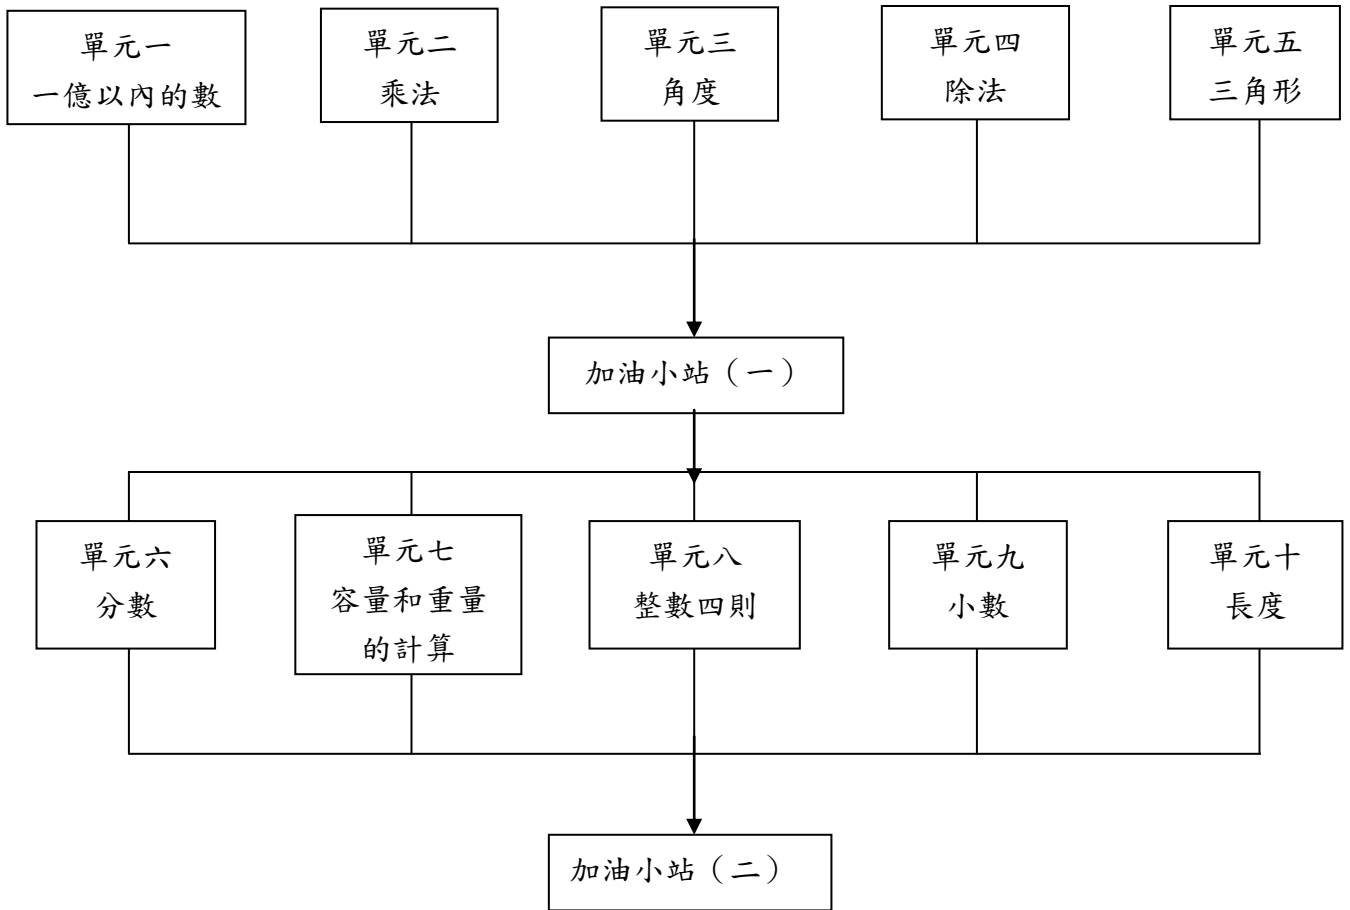 單元一
一億以內的數
單元二
乘法
單元三
角度
單元四
除法
單元五
三角形
加油小站（一）
單元六
分數
單元七
容量和重量
的計算
單元八
整數四則
單元九
小數
單元十
長度
加油小站（二）